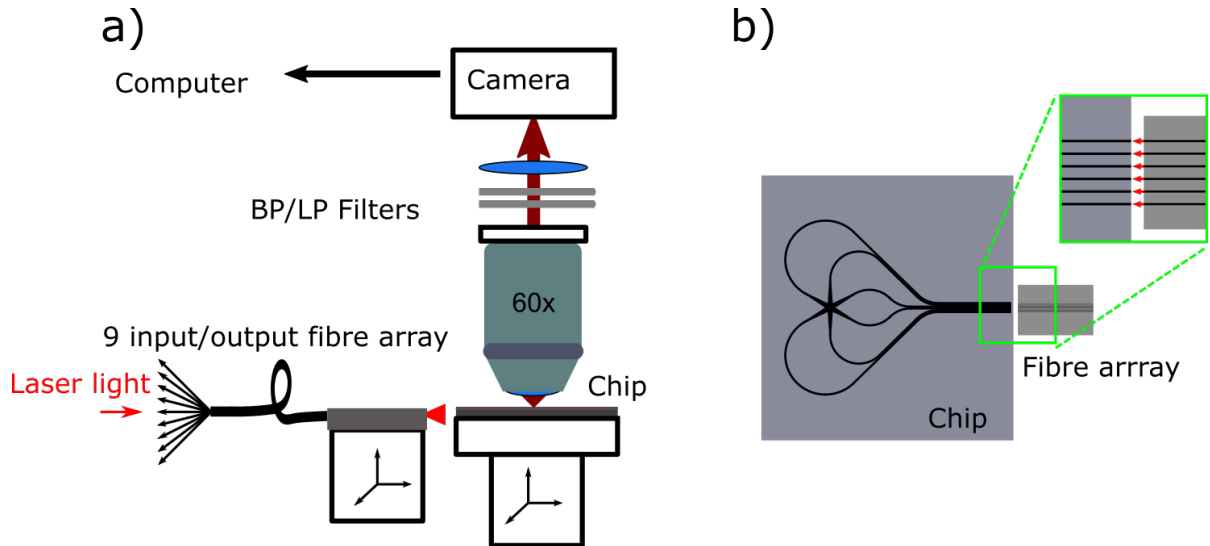 a)
Computer
Camera
BP/LP Filters
60x
9 input/output fibre array
Laser light
Chip
b)
Fibre arrray
Chip